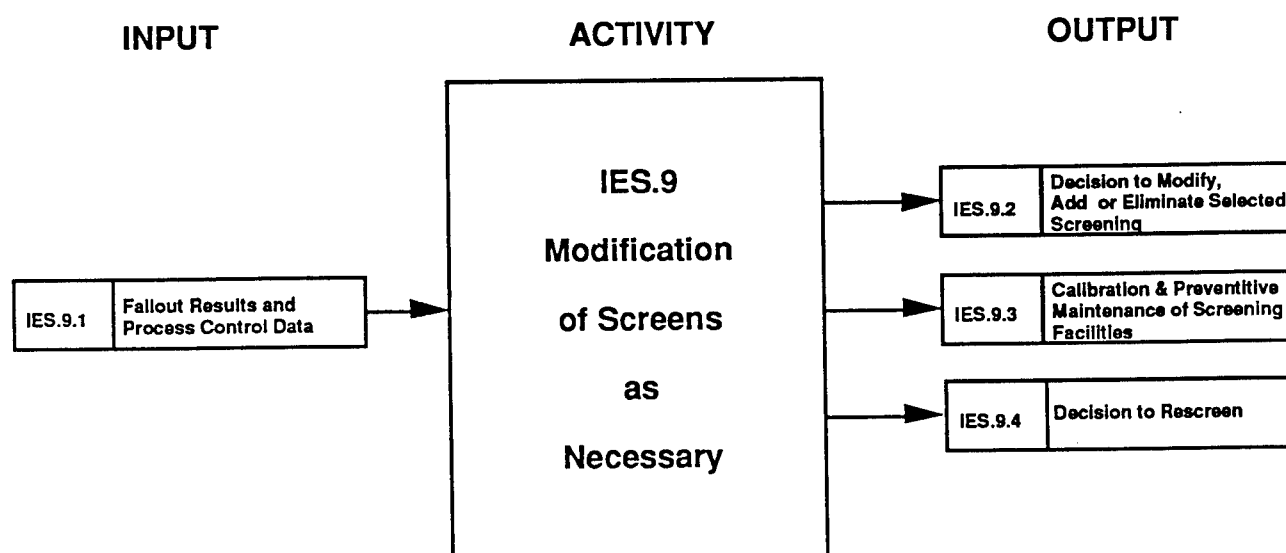 INPUT
ACTIVITY
OUTPUT
IES.9.1
Fallout Results and
Process Control Data
IES.9
Modification
of Screens
as
Necessary
IES.9.2
Decision to Modify,
Add or Eliminate Selected
Screening
IES.9.3
Calibration & Preventitive
Maintenance of Screening
Facilities
IES.9.4
Decision to Rescreen